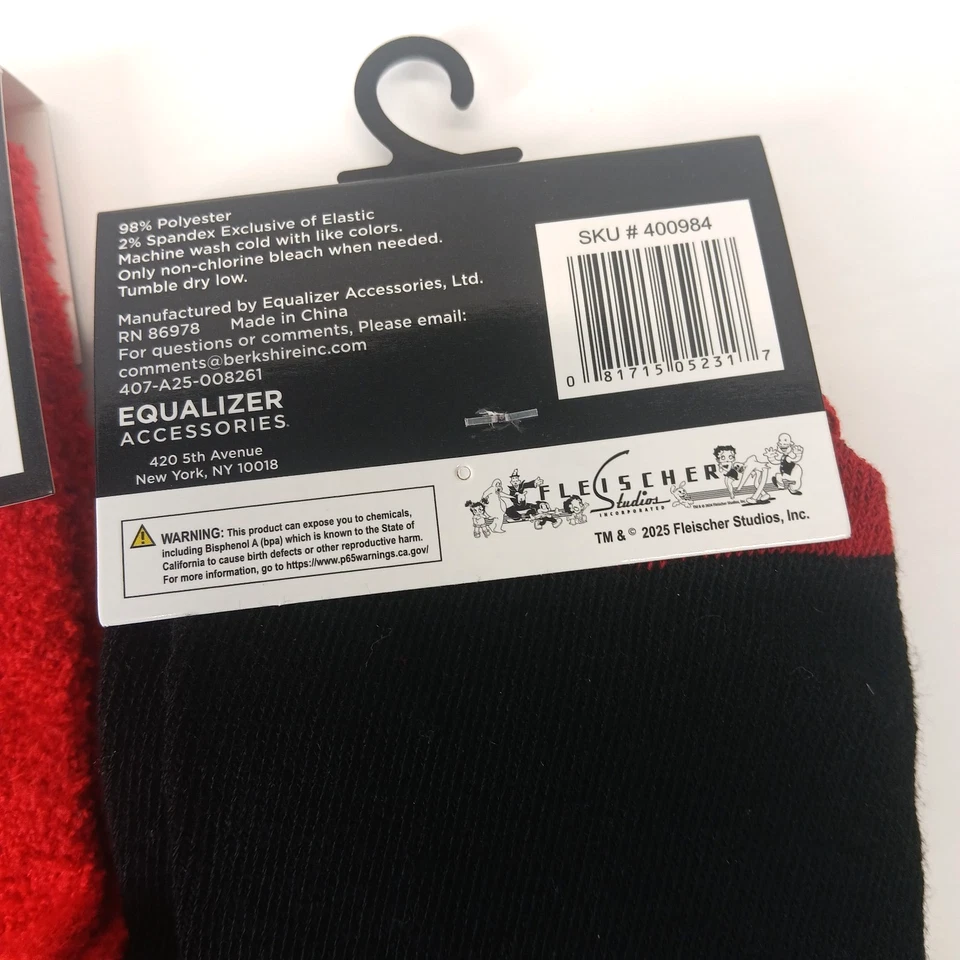 98% Polyester
2% Spandex Exclusive of Elastic
Machine wash cold with like colors.
Only non-chlorine bleach when needed.
Tumble dry low.
Manufactured by Equalizer Accessories, Ltd.
RN 86978 Made in China
For questions or comments, Please email:
comments@berkshireinc.com
407-A25-008261
EQUALIZER
ACCESSORIES
420 5th Avenue
New York, NY 10018
SKU # 400984
0 81715 05231 7
WARNING: This product can expose you to chemicals,
including Bisphenol A (bpa) which is known to the State of
California to cause birth defects or other reproductive harm.
For more information, go to https://www.p65warnings.ca.gov/
FLEISCHER
Studios
INCORPORATED
TM & © 2025 Fleischer Studios, Inc.